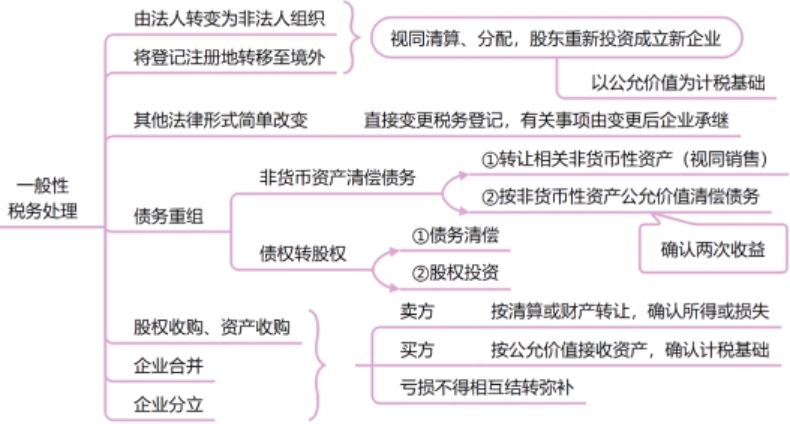 一般性
税务处理
由法人转变为非法人组织
将登记注册地转移至境外
视同清算、分配，股东重新投资成立新企业
以公允价值为计税基础
其他法律形式简单改变
直接变更税务登记，有关事项由变更后企业承继
债务重组
非货币资产清偿债务
①转让相关非货币性资产（视同销售）
②按非货币性资产公允价值清偿债务
确认两次收益
债权转股权
①债务清偿
②股权投资
股权收购、资产收购
企业合并
企业分立
卖方 按清算或财产转让，确认所得或损失
买方 按公允价值接收资产，确认计税基础
亏损不得相互结转弥补